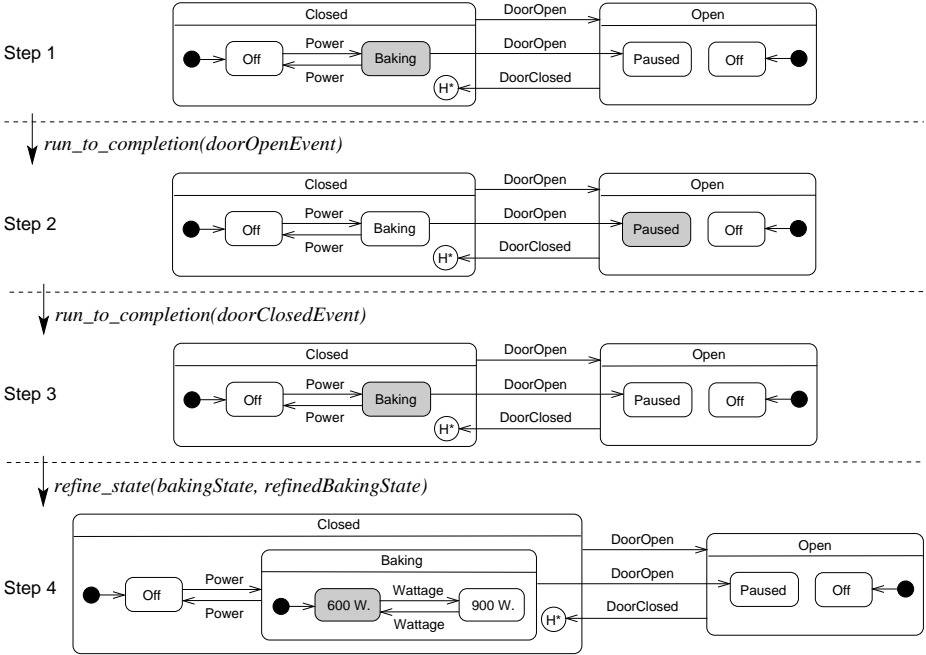 Closed DoorOpen Open
Step 1 Off Power Baking DoorOpen Paused Off
Power DoorClosed
H*
run_to_completion(doorOpenEvent)
Closed DoorOpen Open
Step 2 Off Power Baking DoorOpen Paused Off
Power DoorClosed
H*
run_to_completion(doorClosedEvent)
Closed DoorOpen Open
Step 3 Off Power Baking DoorOpen Paused Off
Power DoorClosed
H*
refine_state(bakingState, refinedBakingState)
Closed DoorOpen Open
Baking
Step 4 Off Power DoorOpen Paused Off
Power 600 W. Wattage 900 W. DoorClosed
Wattage H*